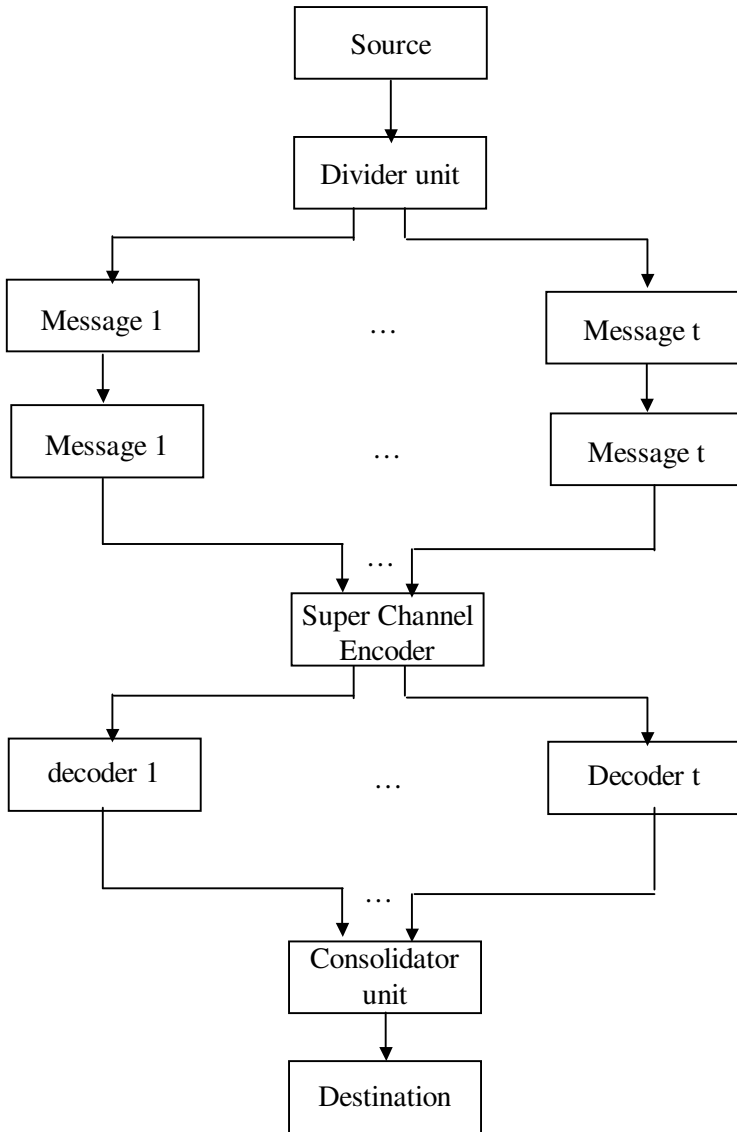 Source
Divider unit
Message 1
…
Message t
Message 1
…
Message t
…
Super Channel
Encoder
decoder 1
…
Decoder t
…
Consolidator
unit
Destination